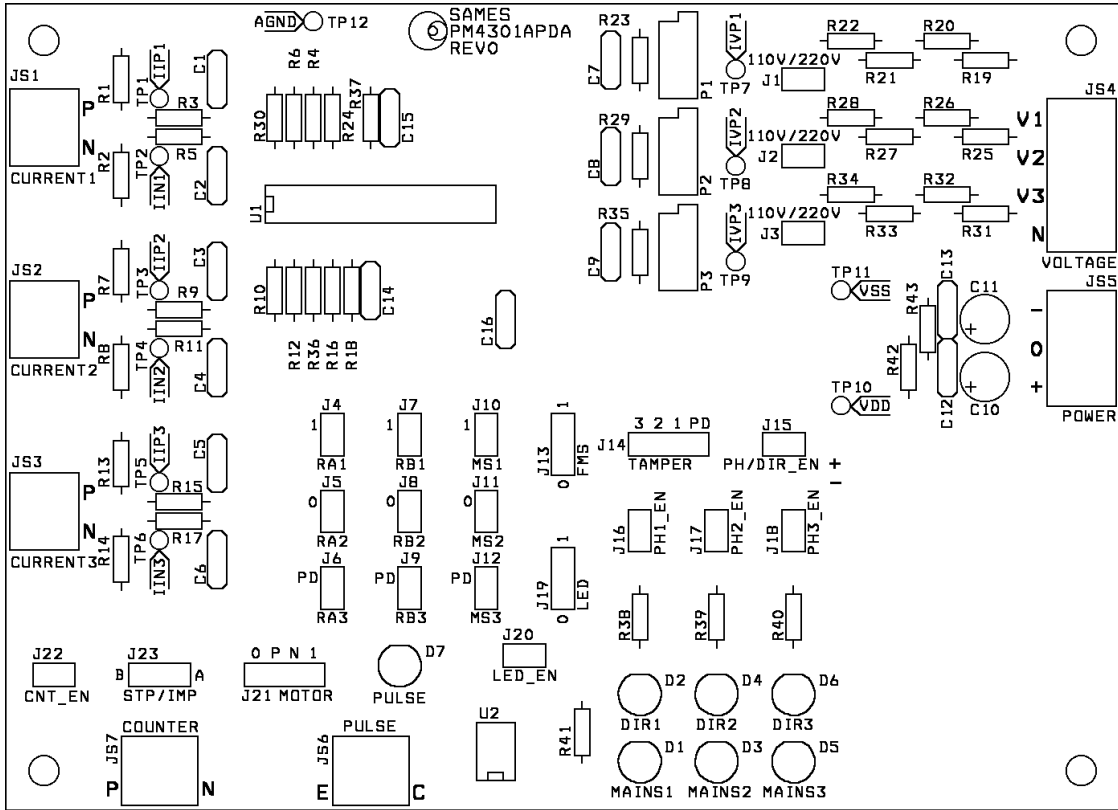 AGND TP12
SAMES
PM4301APDA
REV0
JS1
R1
IIP1
TP1
C1
R3
P
N
R5
CURRENT1
R2
TP2
IIN1
C2
R6 R4
R30 R24 R37 C15
U1
R23
C7
P1
IVP1
TP7
110V/220V
J1
R22
R21
R20
R19
JS4
R29
C8
P2
IVP2
TP8
110V/220V
J2
R28
R27
R26
R25
V1
V2
V3
N
VOLTAGE
R35
C9
P3
IVP3
TP9
110V/220V
J3
R34
R33
R32
R31
JS2
R7
IIP2
TP3
C3
R9
P
N
R11
CURRENT2
R8
TP4
IIN2
C4
R10 C14
R12 R36 R16 R18
C16
TP11
VSS
TP10
VDD
R43
R42
C13
C12
C11
+
C10
+
JS5
-
0
+
POWER
JS3
R13
IIP3
TP5
C5
R15
P
N
R17
CURRENT3
R14
TP6
IIN3
C6
J4
1
RA1
J7
1
RB1
J10
1
MS1
1
J13 FMS
0
J5
0
RA2
J8
0
RB2
J11
0
MS2
J6
PD
RA3
J9
PD
RB3
J12
PD
MS3
1
J19 LED
0
3 2 1 PD
J14
TAMPER
J15
PH/DIR_EN
+
-
J16 PH1_EN
J17 PH2_EN
J18 PH3_EN
R38 R39 R40
J22
CNT_EN
J23
B A
STP/IMP
0 P N 1
J21 MOTOR
D7
PULSE
J20
LED_EN
COUNTER
JS7
P N
PULSE
JS6
E C
U2
R41
D2 D4 D6
DIR1 DIR2 DIR3
D1 D3 D5
MAINS1 MAINS2 MAINS3